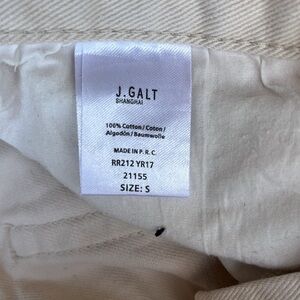 J.GALT
SHANGHAI
100% Cotton / Coton /
Algodón / Baumwolle
MADE IN P. R. C.
RR212 YR17
21155
SIZE: S